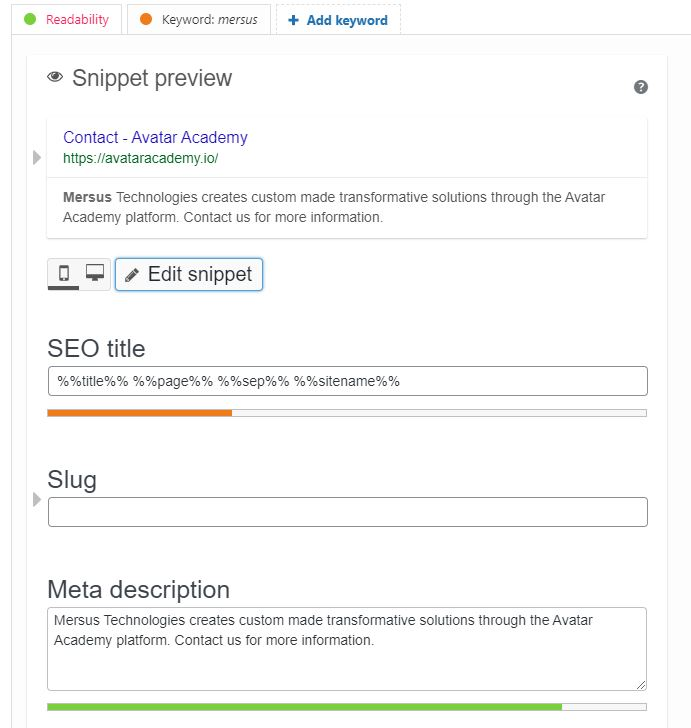 Readability Keyword: mersus + Add keyword
Snippet preview
?
Contact - Avatar Academy
https://avataracademy.io/
Mersus Technologies creates custom made transformative solutions through the Avatar
Academy platform. Contact us for more information.
Edit snippet
SEO title
%%title%% %%page%% %%sep%% %%sitename%%
Slug
Meta description
Mersus Technologies creates custom made transformative solutions through the Avatar
Academy platform. Contact us for more information.